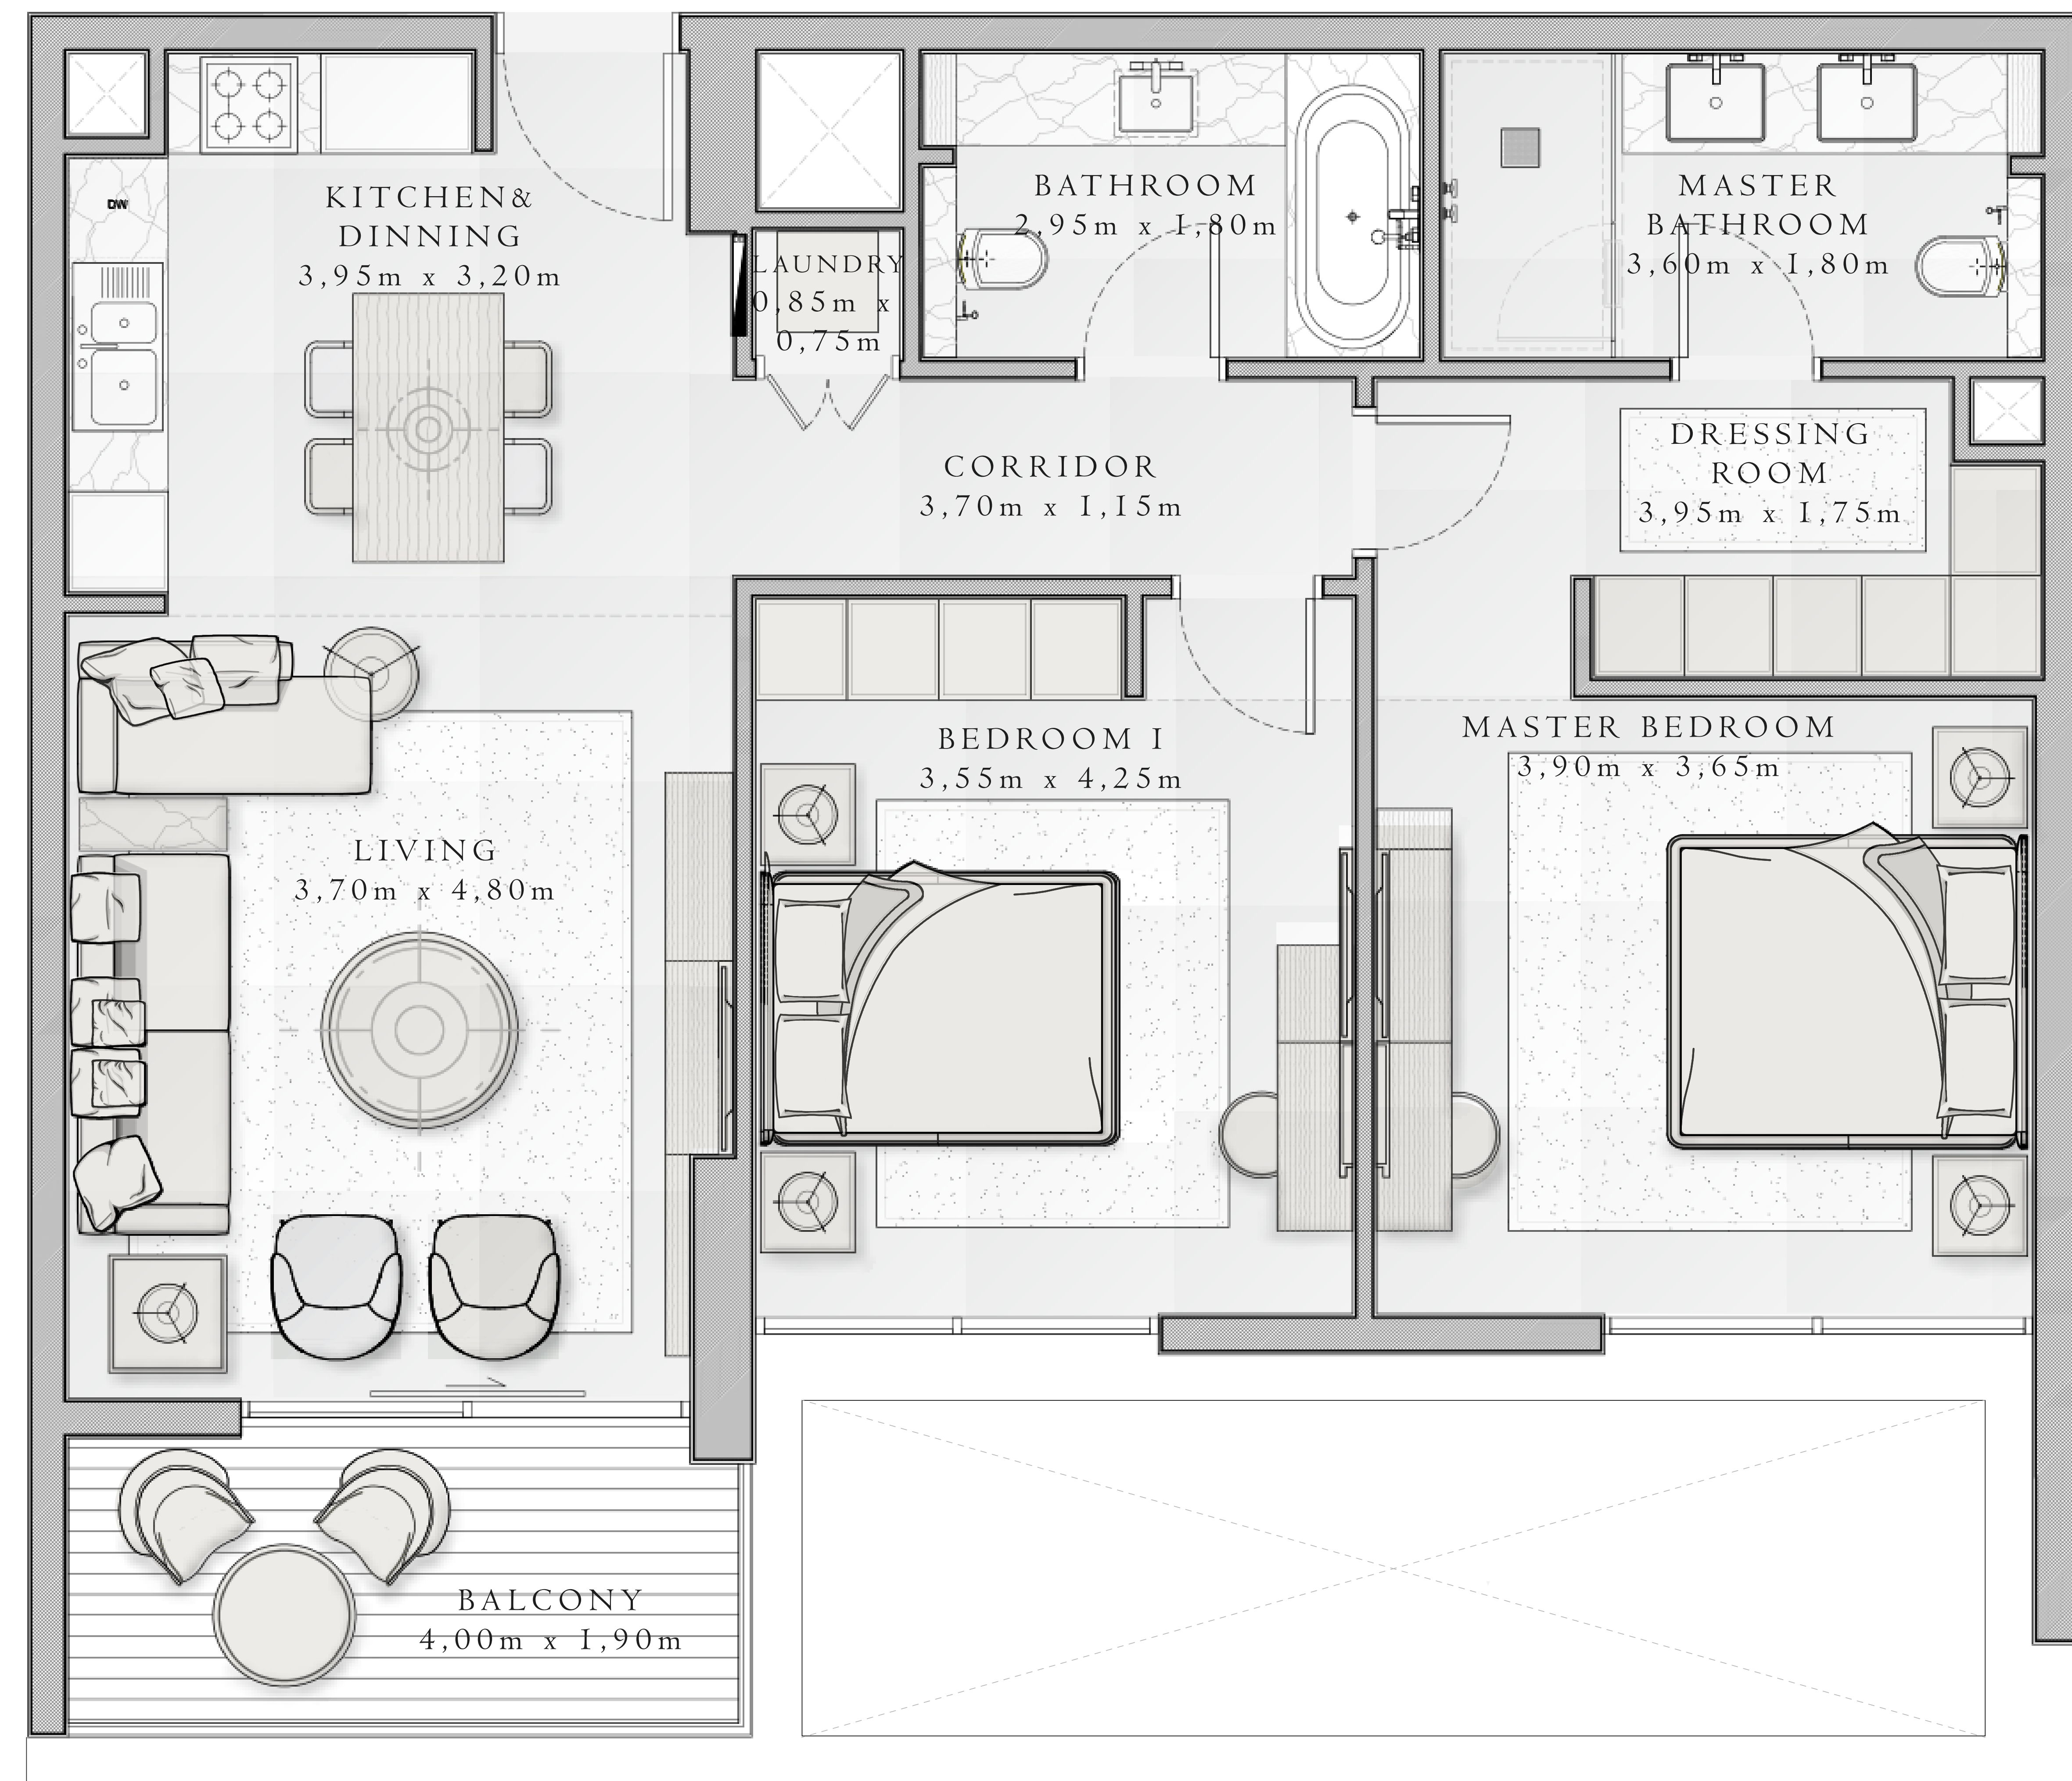 KITCHEN&
DINNING
3,95m x 3,20m
DW
LAUNDRY
0,85m x
0,75m
BATHROOM
2,95m x 1,80m
MASTER
BATHROOM
3,60m x 1,80m
CORRIDOR
3,70m x 1,15m
DRESSING
ROOM
3,95m x 1,75m
LIVING
3,70m x 4,80m
BEDROOM I
3,55m x 4,25m
MASTER BEDROOM
3,90m x 3,65m
BALCONY
4,00m x 1,90m